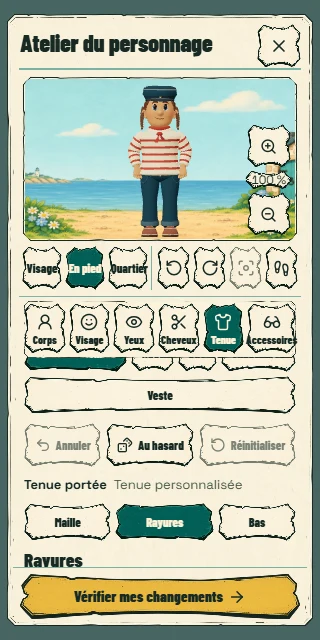 Atelier du personnage
100 %
Visage En pied Quartier
Corps Visage Yeux Cheveux Tenue Accessoires
Veste
Annuler Au hasard Réinitialiser
Tenue portée Tenue personnalisée
Maille Rayures Bas
Rayures
Vérifier mes changements →